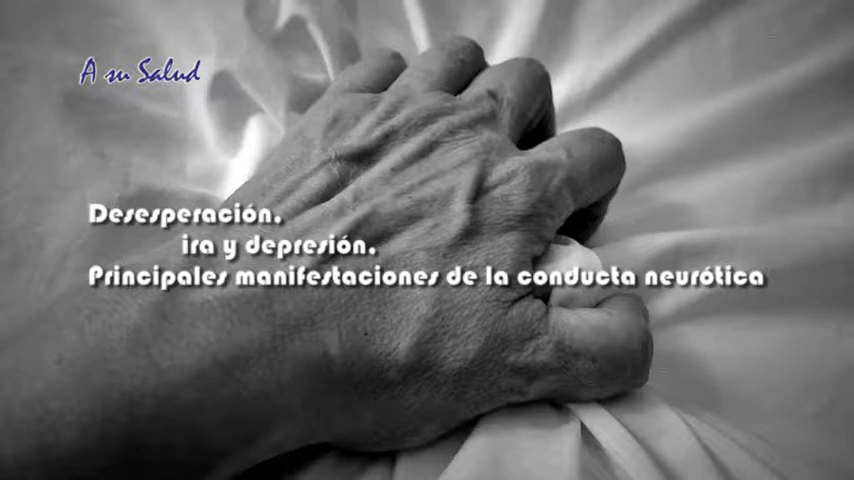 A su Salud
Desesperación,
ira y depresión,
Principales manifestaciones de la conducta neurótica